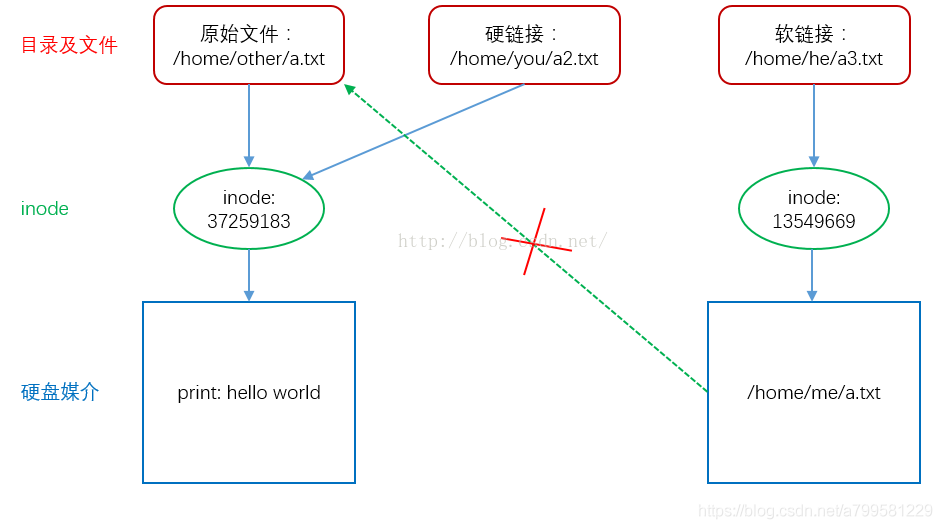 目录及文件
原始文件：
/home/other/a.txt
硬链接：
/home/you/a2.txt
软链接：
/home/he/a3.txt
inode
inode:
37259183
inode:
13549669
http://blog.csdn.net/
硬盘媒介
print: hello world
/home/me/a.txt
https://blog.csdn.net/a799581229